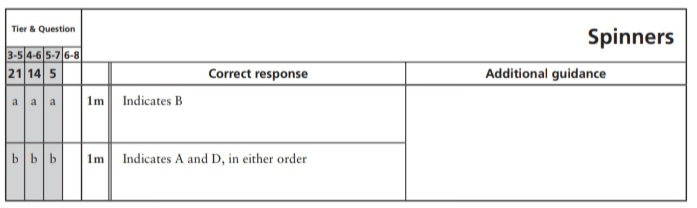 Tier & Question
Spinners
3-5 4-6 5-7 6-8
21 14 5
Correct response
Additional guidance
a a a 1m Indicates B
b b b 1m Indicates A and D, in either order